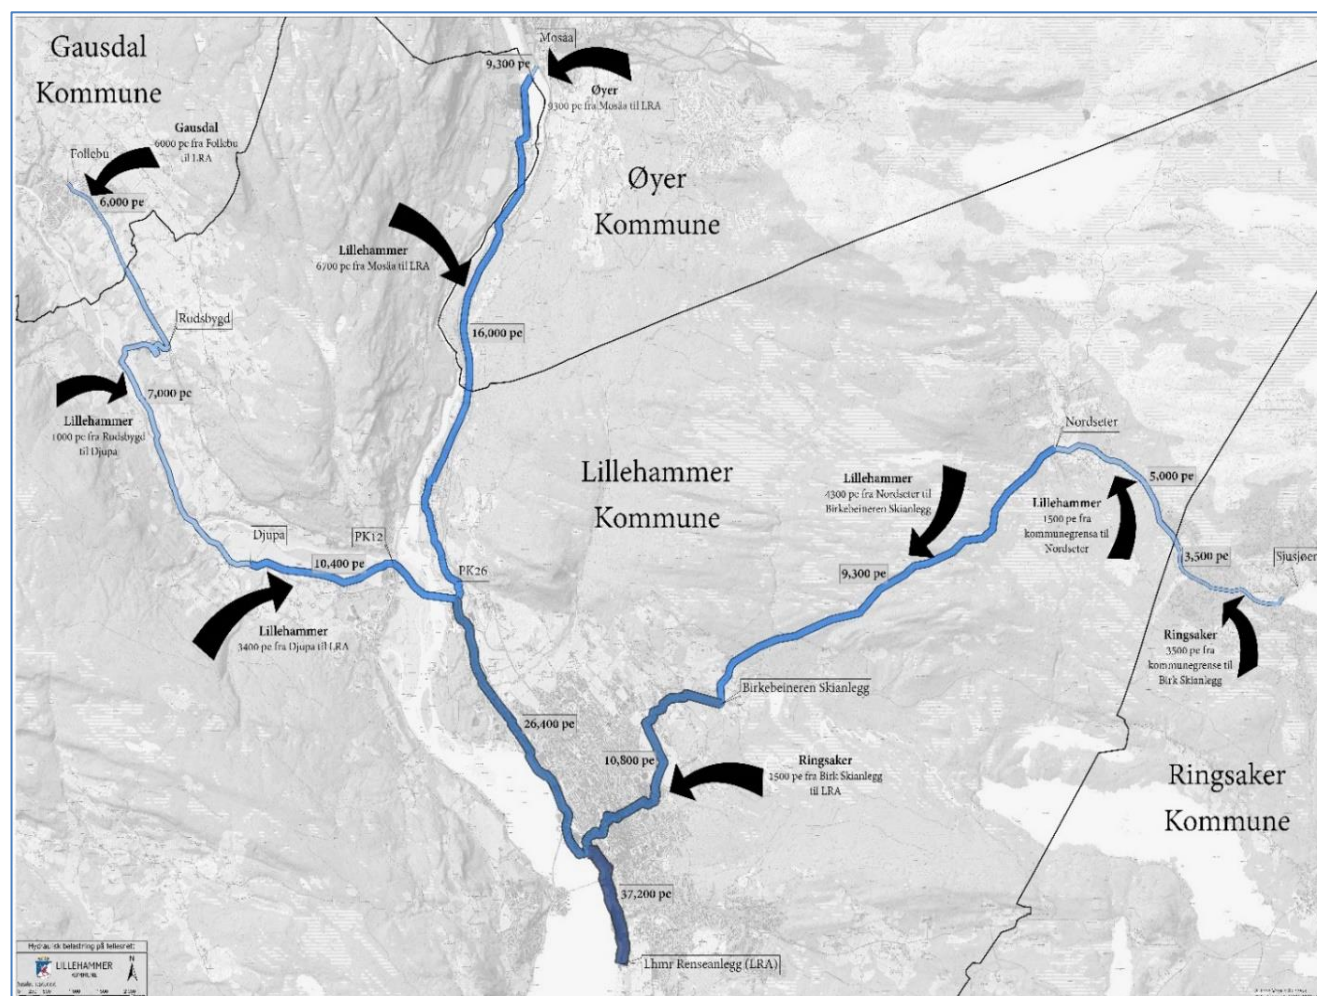 Gausdal
Kommune
Mosåa
9,300 pe
Øyer
9300 pe fra Mosåa til LRA
Gausdal
6000 pe fra Follebu
til LRA
Follebu
6,000 pe
Øyer
Kommune
Lillehammer
6700 pe fra Mosåa til LRA
Rudsbygd
16,000 pe
7,000 pe
Lillehammer
1000 pe fra Rudsbygd
til Djupa
Nordseter
Lillehammer
Kommune
Lillehammer
4300 pe fra Nordseter til
Birkebeineren Skianlegg
5,000 pe
Lillehammer
1500 pe fra
kommunegrensa til
Nordseter
Djupa
PK12
10,400 pe
PK26
9,300 pe
3,500 pe
Sjusjøen
Lillehammer
3400 pe fra Djupa til LRA
Ringsaker
3500 pe fra
kommunegrense til
Birk Skianlegg
Birkebeineren Skianlegg
26,400 pe
10,800 pe
Ringsaker
1500 pe fra Birk Skianlegg
til LRA
Ringsaker
Kommune
37,200 pe
Lhmr Renseanlegg (LRA)
Hydraulisk belastning på fellesnet:
LILLEHAMMER
KOMMUNE
N